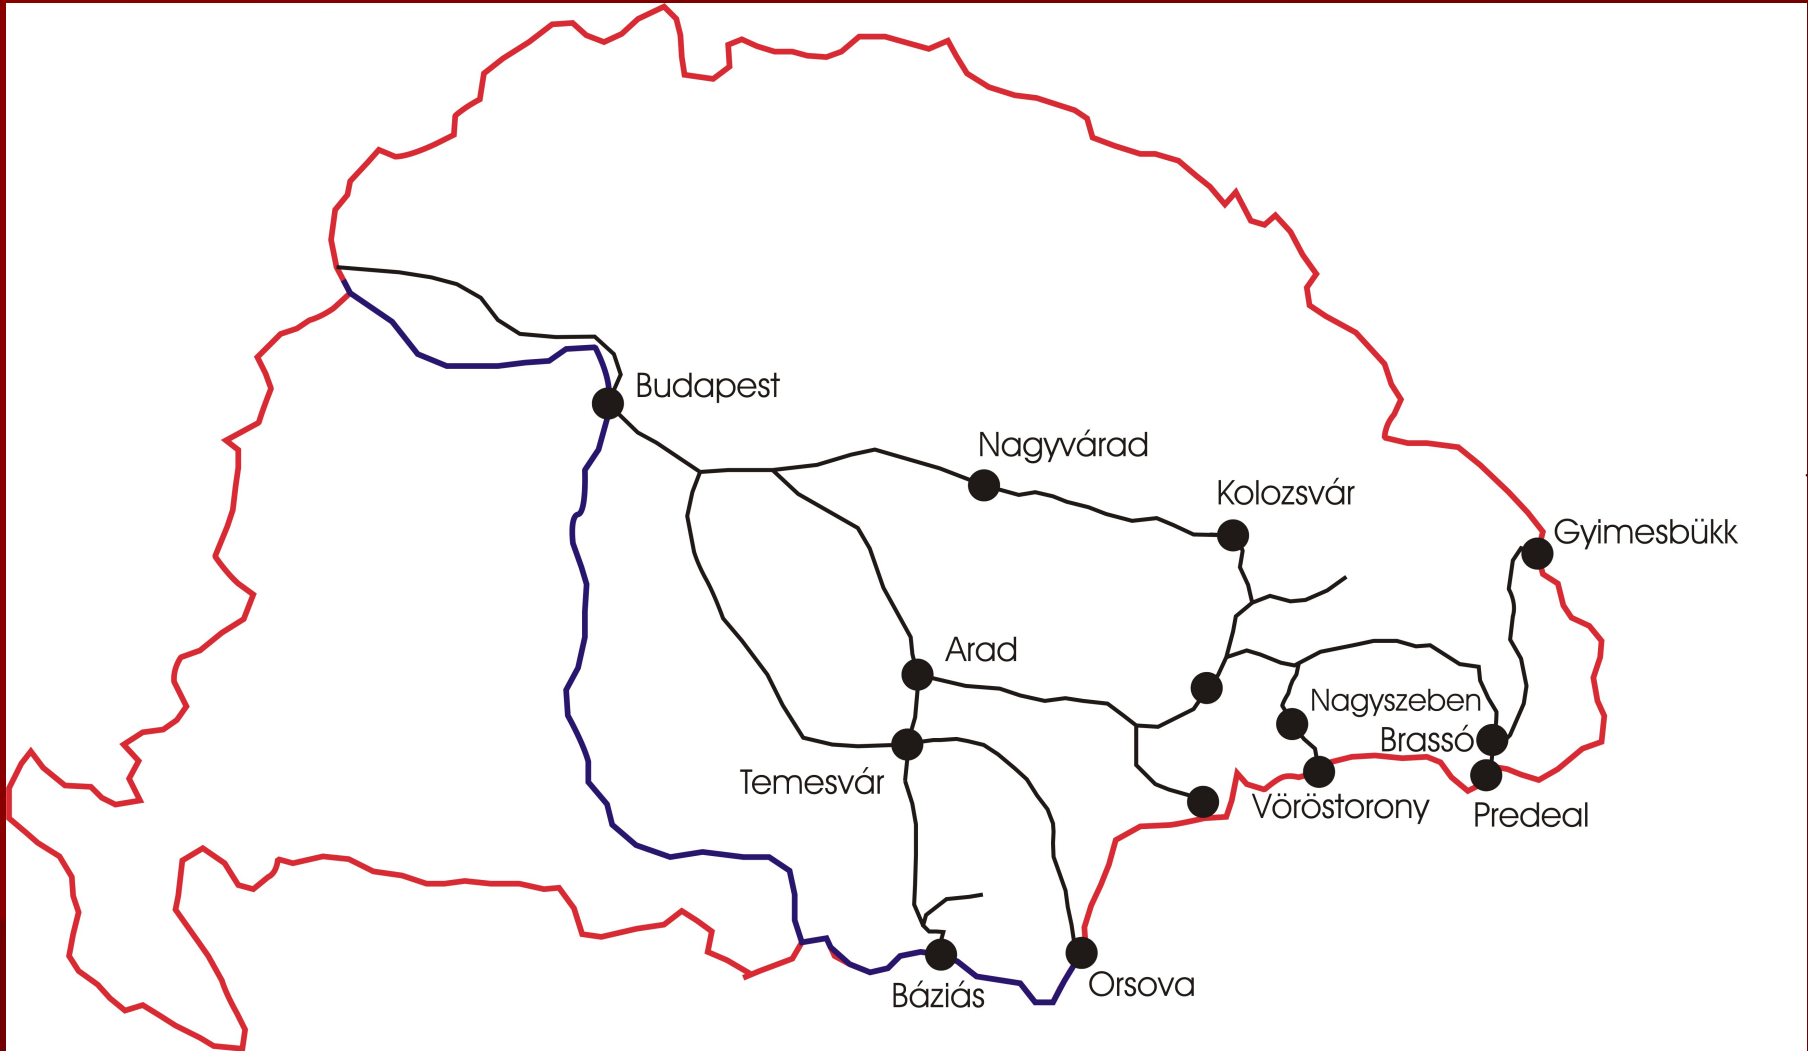 Budapest
Nagyvárad
Kolozsvár
Gyimesbükk
Arad
Nagyszeben
Brassó
Temesvár
Vöröstorony
Predeal
Báziás
Orsova